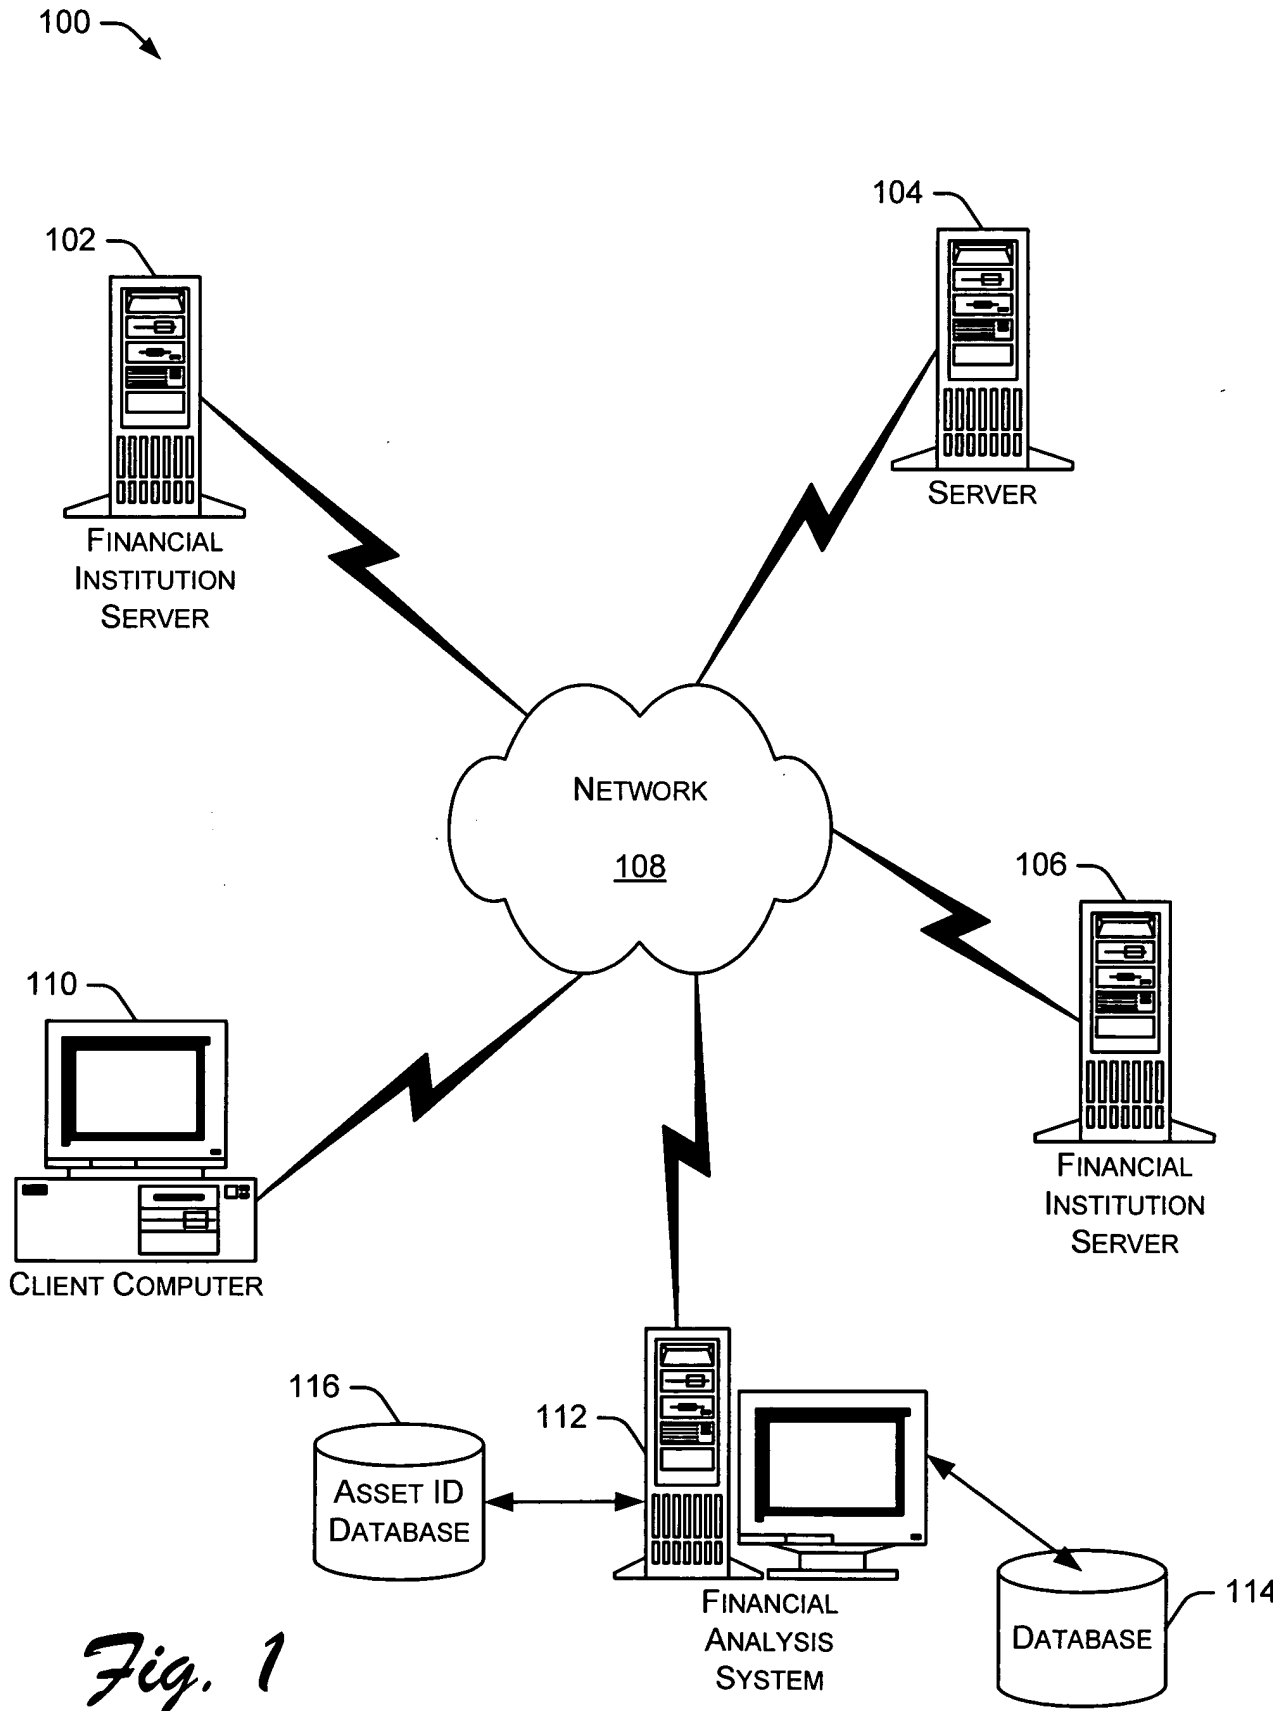 100
104
102
SERVER
FINANCIAL
INSTITUTION
SERVER
NETWORK
108
106
110
FINANCIAL
INSTITUTION
SERVER
CLIENT COMPUTER
116
112
ASSET ID
DATABASE
114
FINANCIAL
ANALYSIS
SYSTEM
DATABASE
Fig. 1